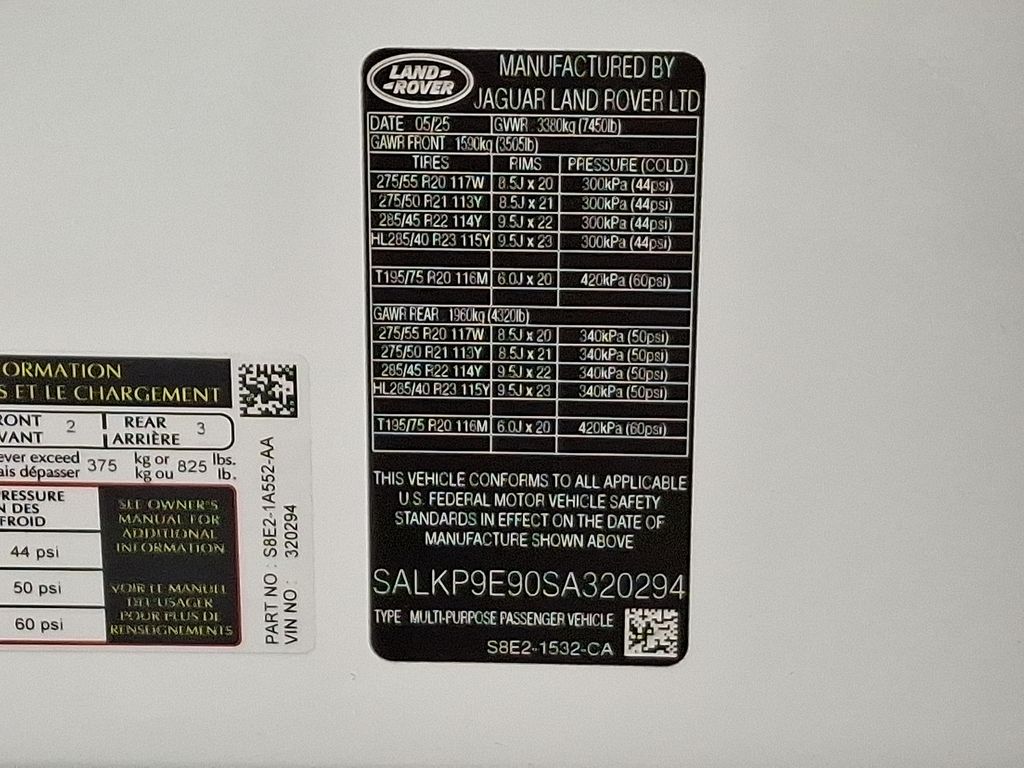 LAND-
-ROVER
MANUFACTURED BY
JAGUAR LAND ROVER LTD
DATE 05/25 GVWR 3380kg (7450lb)
GAWR FRONT 1590kg (3505lb)
TIRES RIMS PRESSURE (COLD)
275/55 R20 117W 8.5J x 20 300kPa (44psi)
275/50 R21 113Y 8.5J x 21 300kPa (44psi)
285/45 R22 114Y 9.5J x 22 300kPa (44psi)
HL285/40 R23 115Y 9.5J x 23 300kPa (44psi)
T195/75 R20 116M 6.0J x 20 420kPa (60psi)
GAWR REAR 1960kg (4320lb)
275/55 R20 117W 8.5J x 20 340kPa (50psi)
275/50 R21 113Y 8.5J x 21 340kPa (50psi)
285/45 R22 114Y 9.5J x 22 340kPa (50psi)
HL285/40 R23 115Y 9.5J x 23 340kPa (50psi)
T195/75 R20 116M 6.0J x 20 420kPa (60psi)
THIS VEHICLE CONFORMS TO ALL APPLICABLE
U.S. FEDERAL MOTOR VEHICLE SAFETY
STANDARDS IN EFFECT ON THE DATE OF
MANUFACTURE SHOWN ABOVE
SALKP9E90SA320294
TYPE MULTI-PURPOSE PASSENGER VEHICLE
S8E2-1532-CA
ORMATION
S ET LE CHARGEMENT
RONT 2 REAR 3
VANT ARRIÈRE
ever exceed 375 kg or 825 lbs.
ais dépasser kg ou lb.
RESSURE
N DES
FROID
44 psi
50 psi
60 psi
SEE OWNER'S
MANUAL FOR
ADDITIONAL
INFORMATION
VOIR LE MANUEL
DE L'USAGER
POUR PLUS DE
RENSEIGNEMENTS
PART NO : S8E2-1A552-AA
VIN NO : 320294